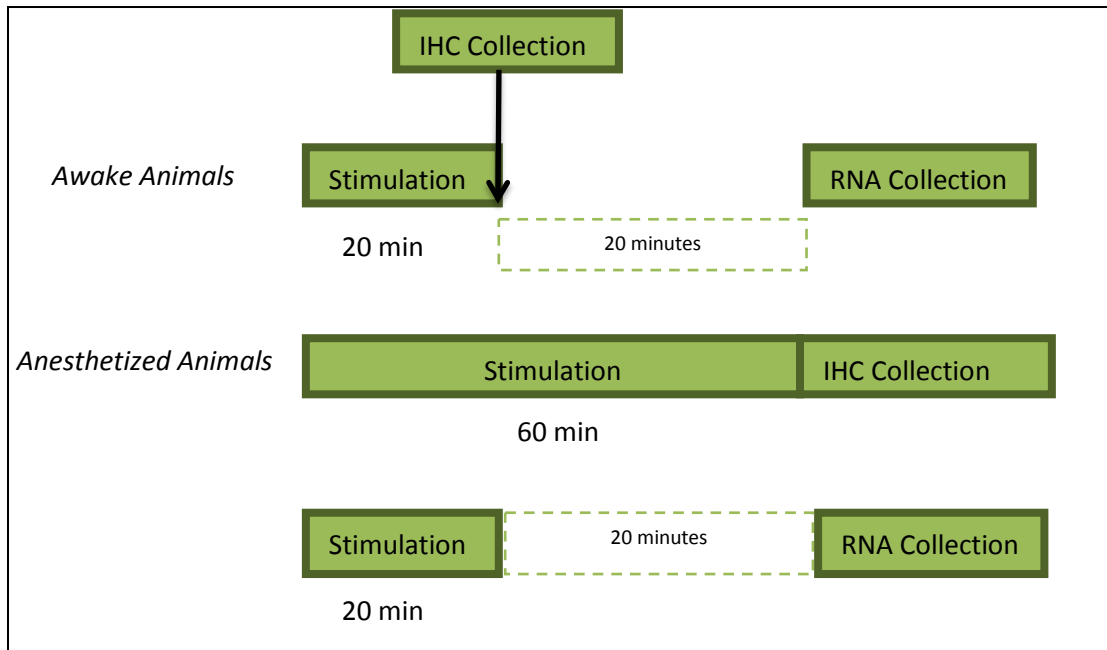 IHC Collection
Awake Animals
Stimulation
RNA Collection
20 min
20 minutes
Anesthetized Animals
Stimulation
IHC Collection
60 min
Stimulation
20 minutes
RNA Collection
20 min